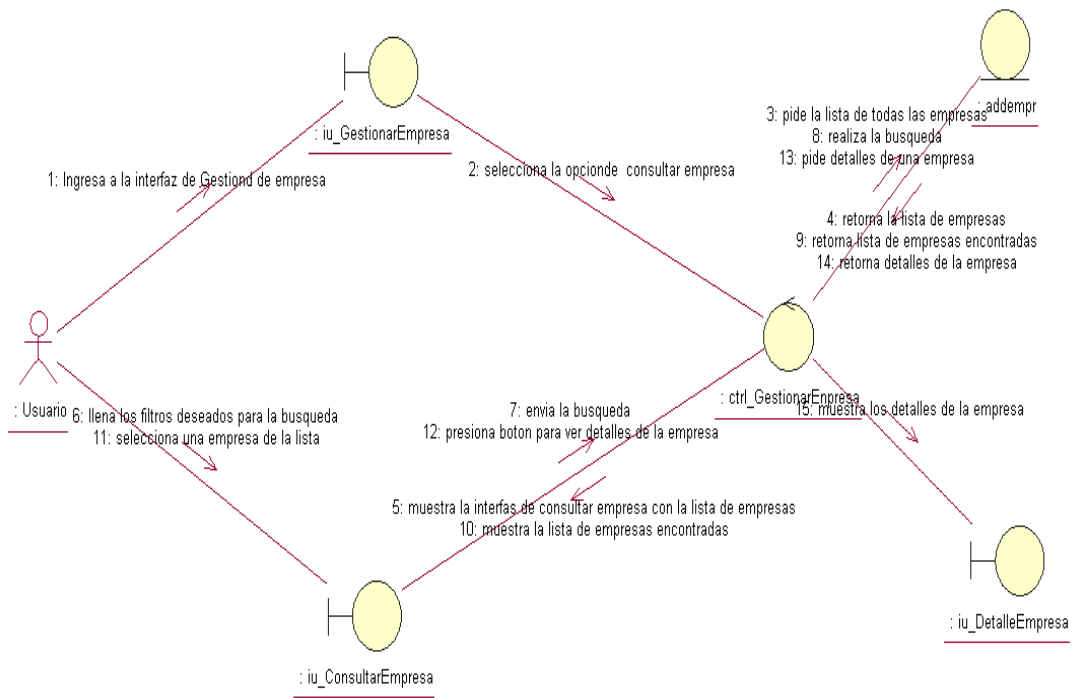 : iu_GestionarEmpresa
: addempr
3: pide la lista de todas las empresas
8: realiza la busqueda
13: pide detalles de una empresa
1: Ingresa a la interfaz de Gestiond de empresa
2: selecciona la opcionde consultar empresa
4: retorna la lista de empresas
9: retorna lista de empresas encontradas
14: retorna detalles de la empresa
: Usuario
: ctrl_GestionarEnpresa
6: llena los filtros deseados para la busqueda
11: selecciona una empresa de la lista
7: envia la busqueda
12: presiona boton para ver detalles de la empresa
15: muestra los detalles de la empresa
5: muestra la interfas de consultar empresa con la lista de empresas
10: muestra la lista de empresas encontradas
: iu_DetalleEmpresa
: iu_ConsultarEmpresa